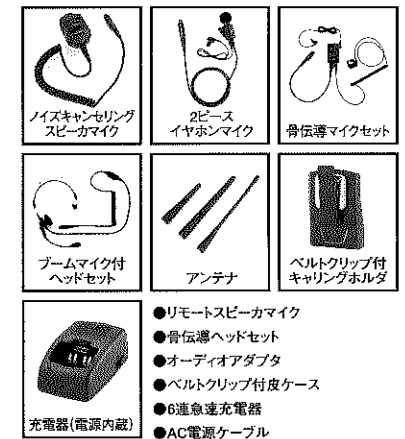 ノイズキャンセリング
スピーカマイク
2ピース
イヤホンマイク
骨伝導マイクセット
ブームマイク付
ヘッドセット
アンテナ
ベルトクリップ付
キャリングホルダ
充電器(電源内蔵)
●リモートスピーカマイク
●骨伝導ヘッドセット
●オーディオアダプタ
●ベルトクリップ付皮ケース
●6連急速充電器
●AC電源ケーブル